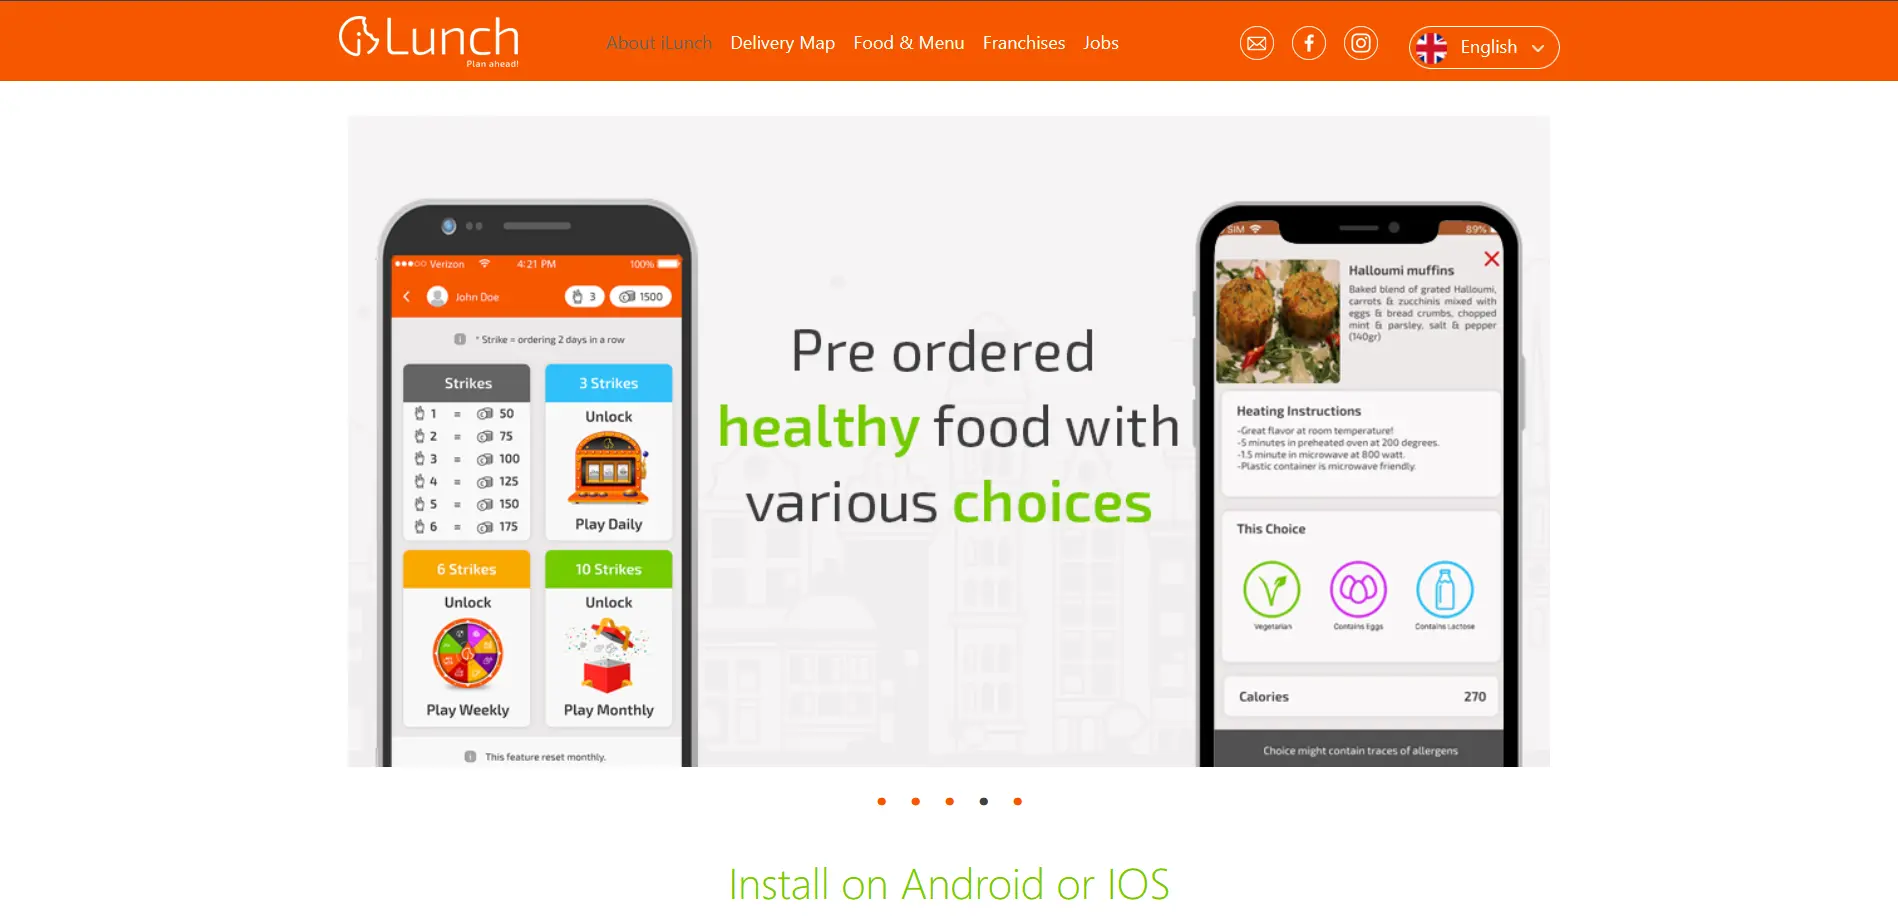 iLunch
Plan ahead!
About iLunch
Delivery Map
Food & Menu
Franchises
Jobs
English
Verizon
4:21 PM
100%
John Doe
3
1500
* Strike = ordering 2 days in a row
Strikes
1 = 50
2 = 75
3 = 100
4 = 125
5 = 150
6 = 175
3 Strikes
Unlock
Play Daily
6 Strikes
Unlock
Play Weekly
10 Strikes
Unlock
Play Monthly
This feature reset monthly.
Pre ordered
healthy food with
various choices
SIM
89%
Halloumi muffins
Baked blend of grated Halloumi,
carrots & zucchinis mixed with
eggs & bread crumbs, chopped
mint & parsley, salt & pepper
(140gr)
Heating Instructions
-Great flavor at room temperature!
-5 minutes in preheated oven at 200 degrees.
-1.5 minute in microwave at 800 watt.
-Plastic container is microwave friendly.
This Choice
Vegetarian
Contains Eggs
Contains Lactose
Calories
270
Choice might contain traces of allergens
Install on Android or IOS